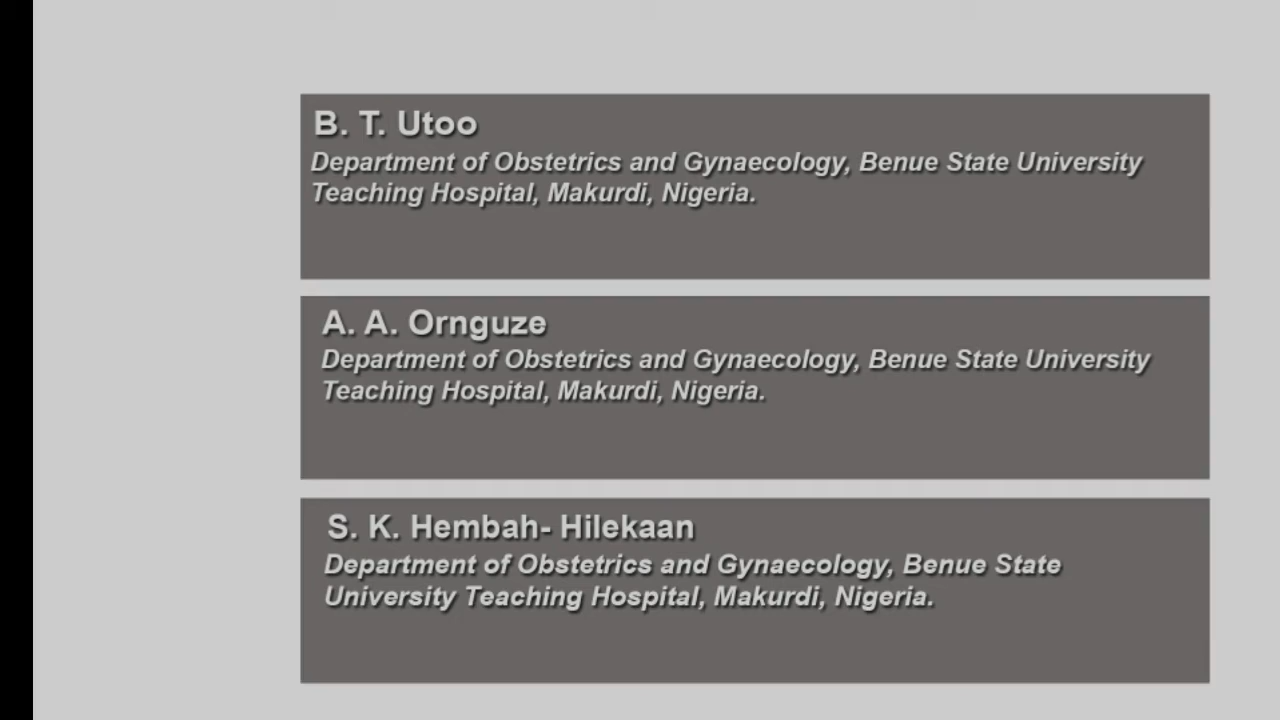 B. T. Utoo
Department of Obstetrics and Gynaecology, Benue State University
Teaching Hospital, Makurdi, Nigeria.
A. A. Ornguze
Department of Obstetrics and Gynaecology, Benue State University
Teaching Hospital, Makurdi, Nigeria.
S. K. Hembah- Hilekaan
Department of Obstetrics and Gynaecology, Benue State
University Teaching Hospital, Makurdi, Nigeria.